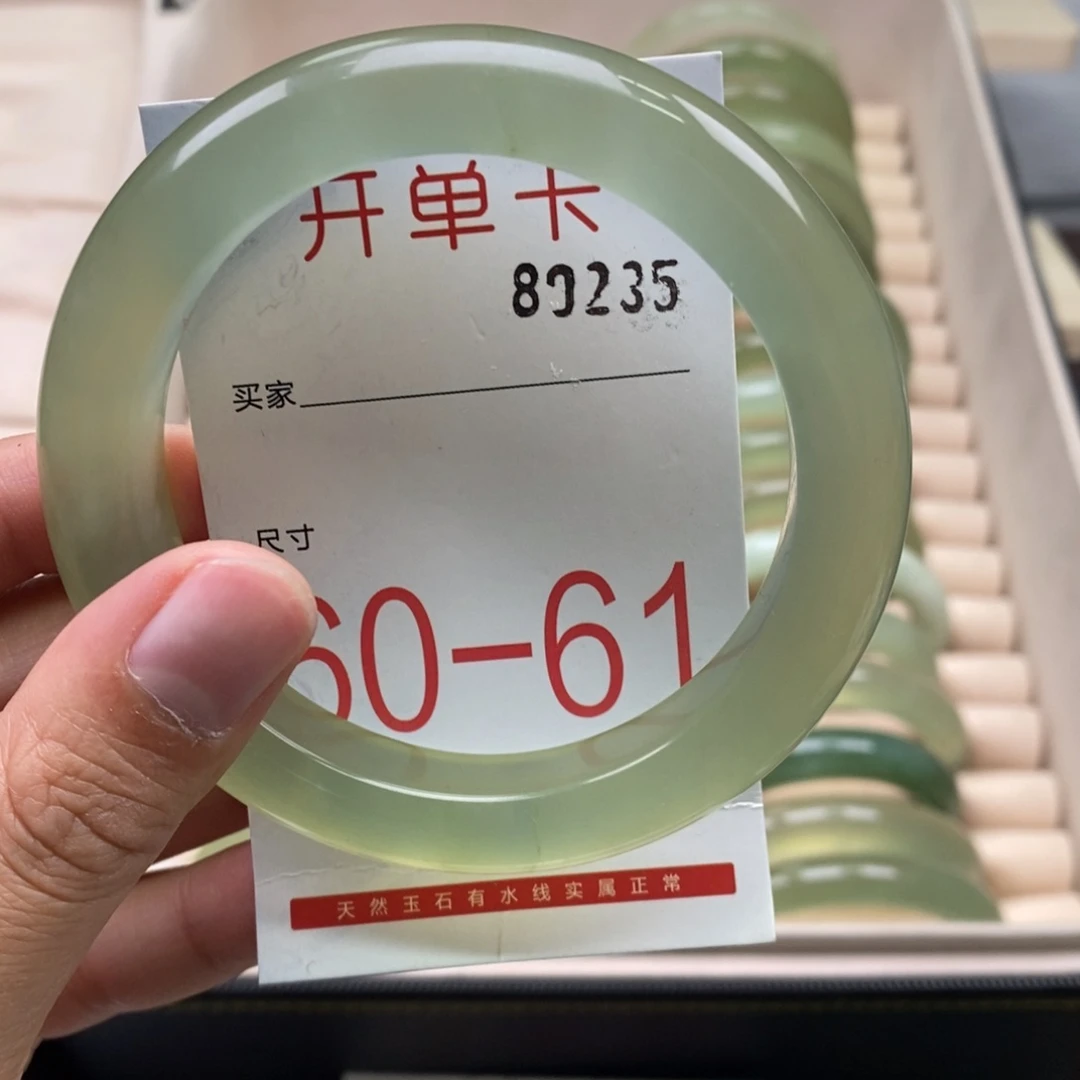 开单卡
80235
买家
尺寸
60-61
天然玉石有水线实属正常